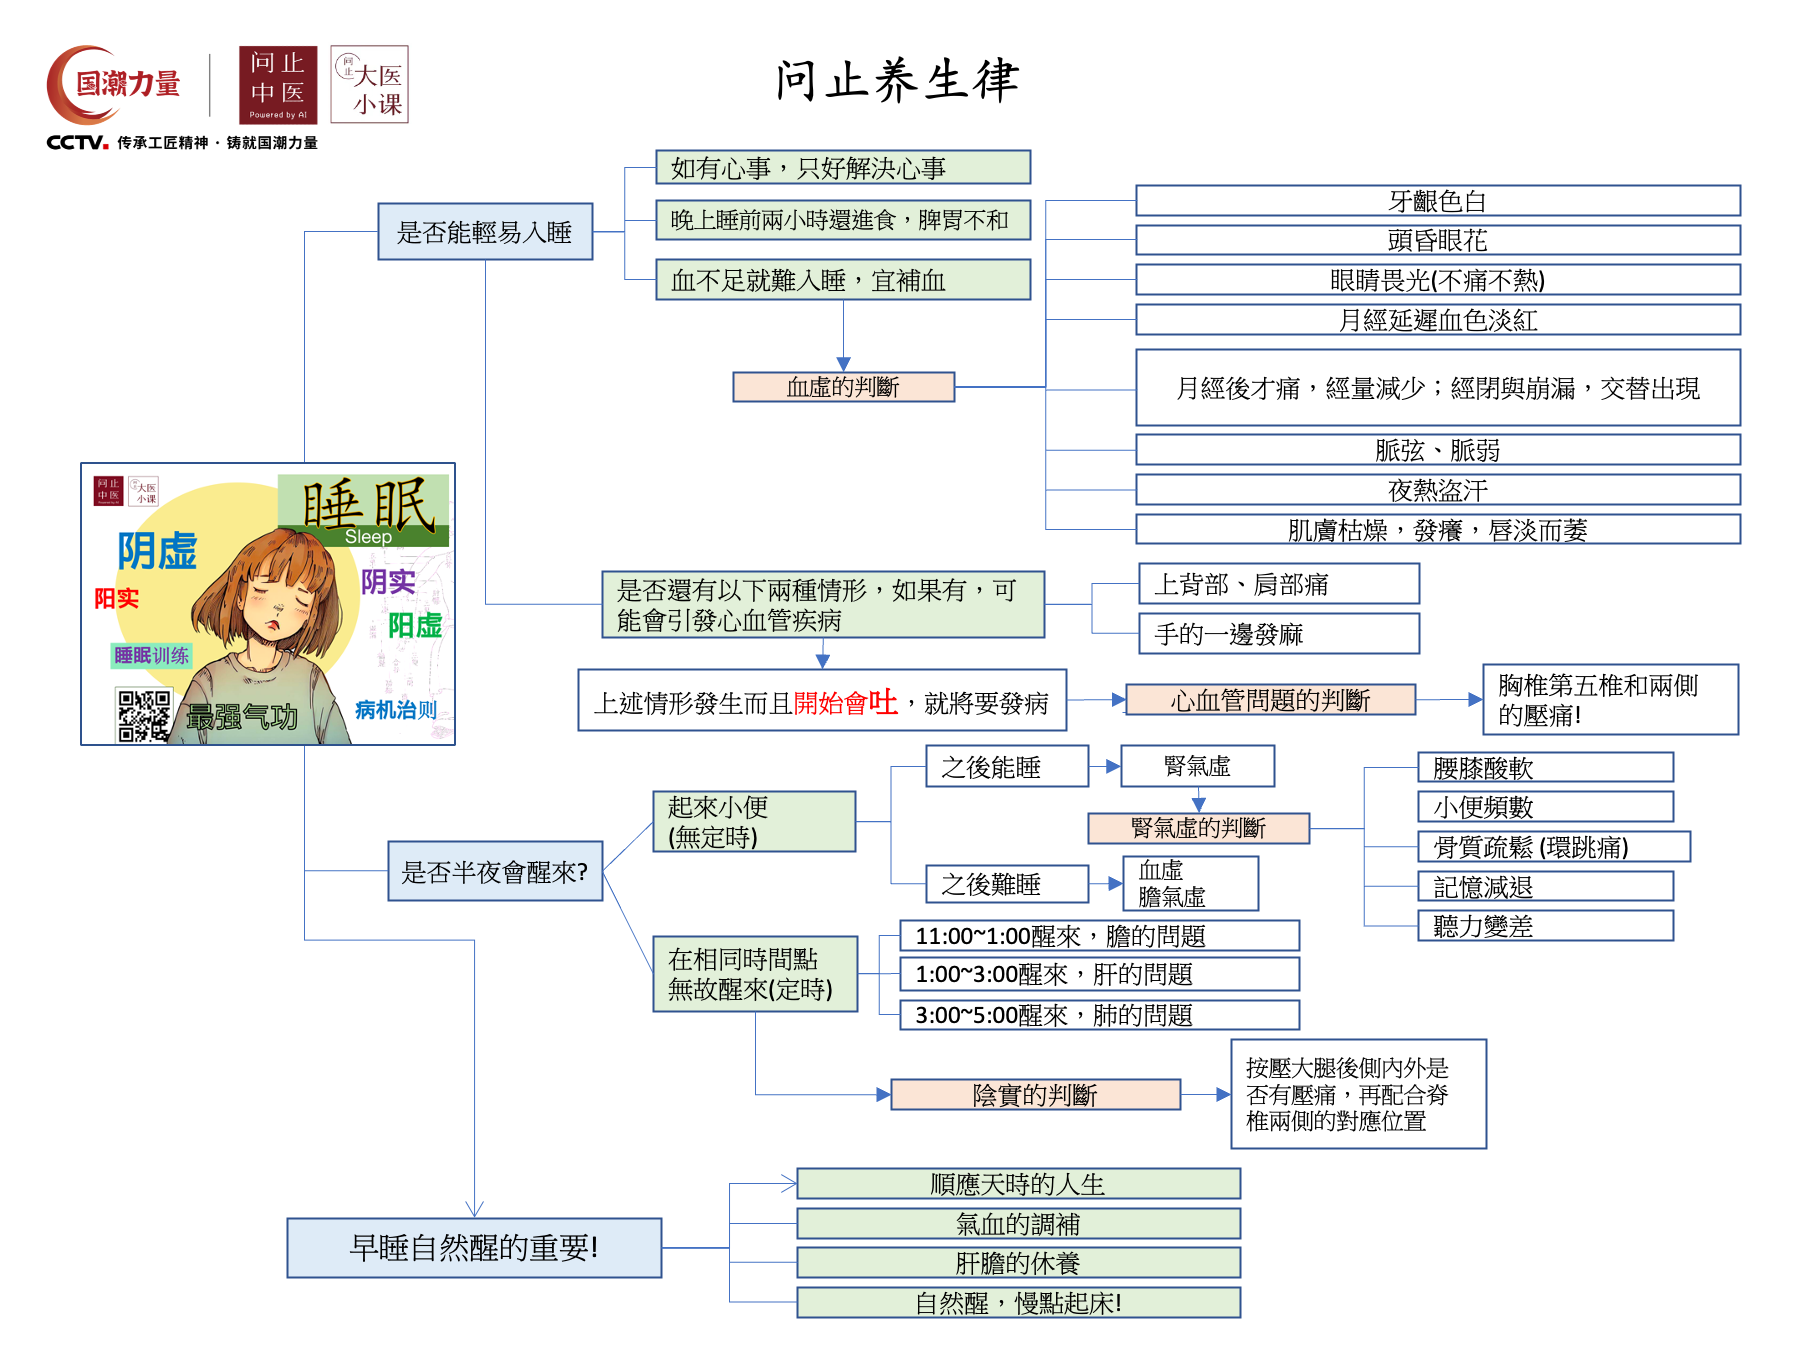 国潮力量
问止
中医
Powered by AI
问止
大医
小课
CCTV. 传承工匠精神·铸就国潮力量
问止养生律
是否能輕易入睡
如有心事，只好解決心事
晚上睡前兩小時還進食，脾胃不和
血不足就難入睡，宜補血
血虛的判斷
牙齦色白
頭昏眼花
眼睛畏光(不痛不熱)
月經延遲血色淡紅
月經後才痛，經量減少；經閉與崩漏，交替出現
脈弦、脈弱
夜熱盜汗
肌膚枯燥，發癢，唇淡而萎
问止
中医
大医
小课
睡眠
Sleep
阴虚
阳实
阴实
阳虚
睡眠训练
最强气功
病机治则
是否還有以下兩種情形，如果有，可
能會引發心血管疾病
上背部、肩部痛
手的一邊發麻
上述情形發生而且開始會吐，就將要發病
心血管問題的判斷
胸椎第五椎和兩側
的壓痛!
是否半夜會醒來?
起來小便
(無定時)
之後能睡
腎氣虛
腎氣虛的判斷
腰膝酸軟
小便頻數
骨質疏鬆 (環跳痛)
記憶減退
聽力變差
之後難睡
血虛
膽氣虛
在相同時間點
無故醒來(定時)
11:00~1:00醒來，膽的問題
1:00~3:00醒來，肝的問題
3:00~5:00醒來，肺的問題
陰實的判斷
按壓大腿後側內外是
否有壓痛，再配合脊
椎兩側的對應位置
早睡自然醒的重要!
順應天時的人生
氣血的調補
肝膽的休養
自然醒，慢點起床!